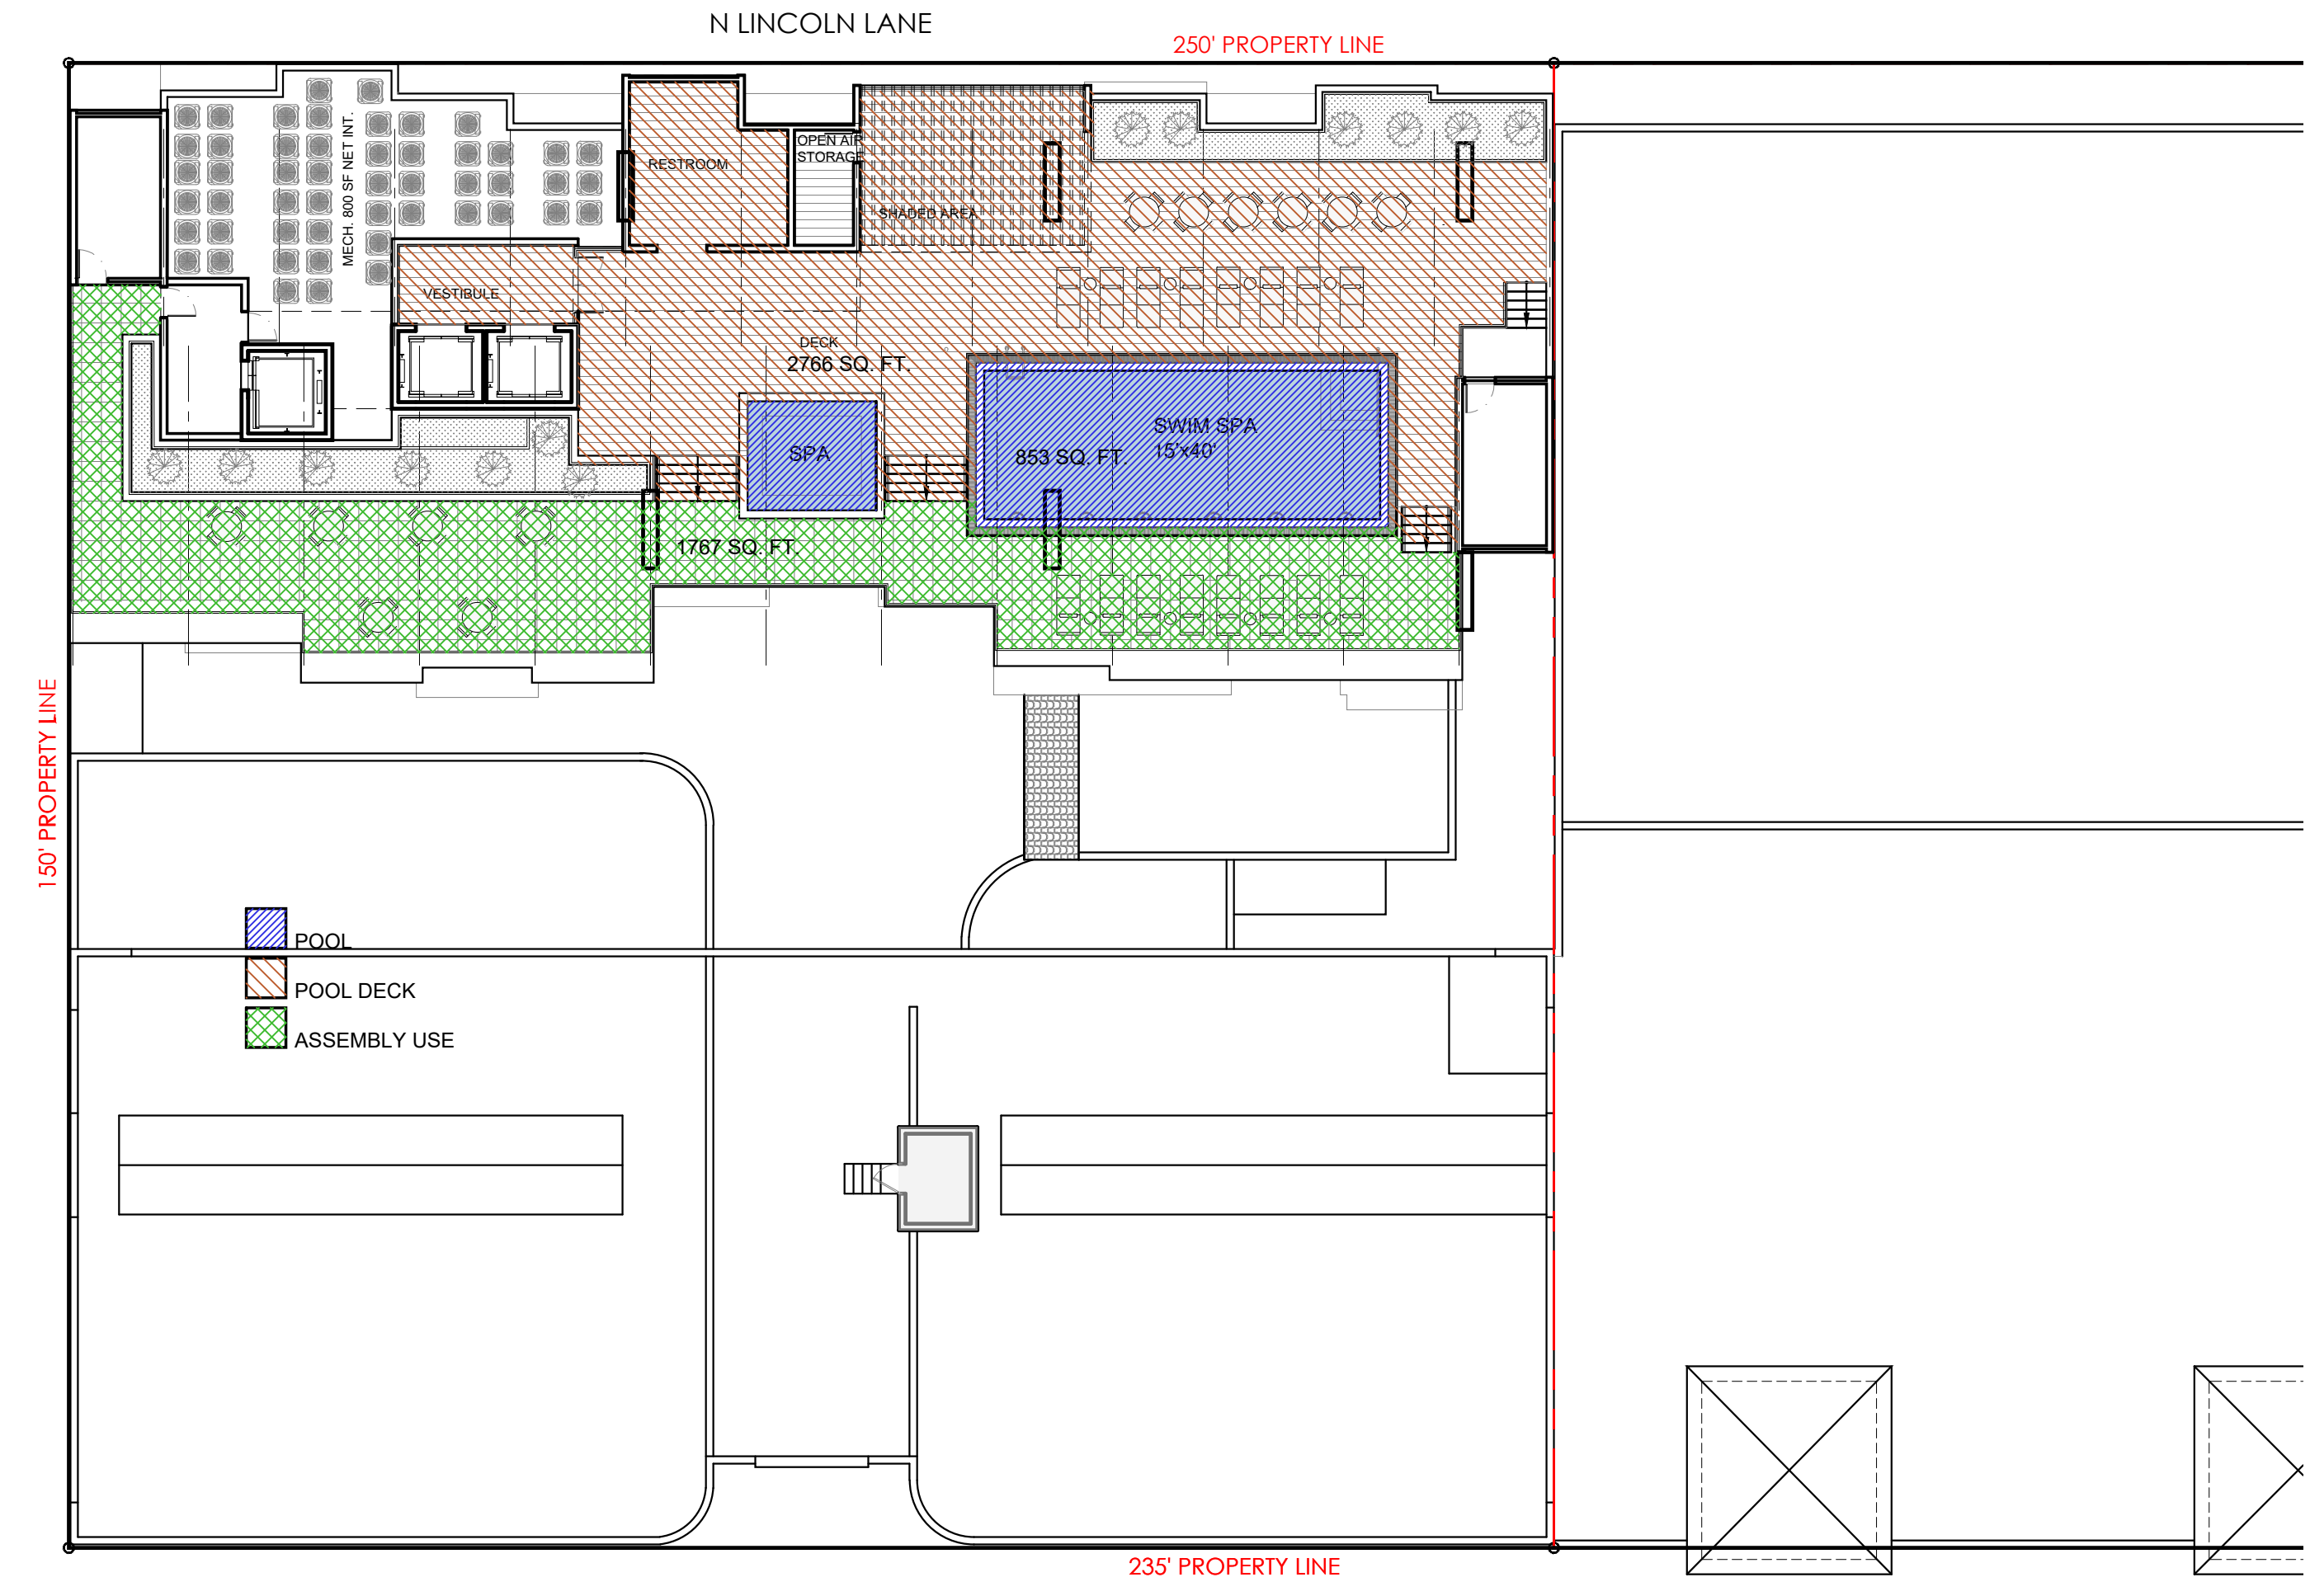 N LINCOLN LANE
250' PROPERTY LINE
MECH. 800 SF NET INT.
RESTROOM
OPEN AIR
STORAGE
SHADED AREA
VESTIBULE
DECK
2766 SQ. FT.
SPA
SWIM SPA
15'x40'
853 SQ. FT
1767 SQ. FT.
150' PROPERTY LINE
POOL
POOL DECK
ASSEMBLY USE
235' PROPERTY LINE